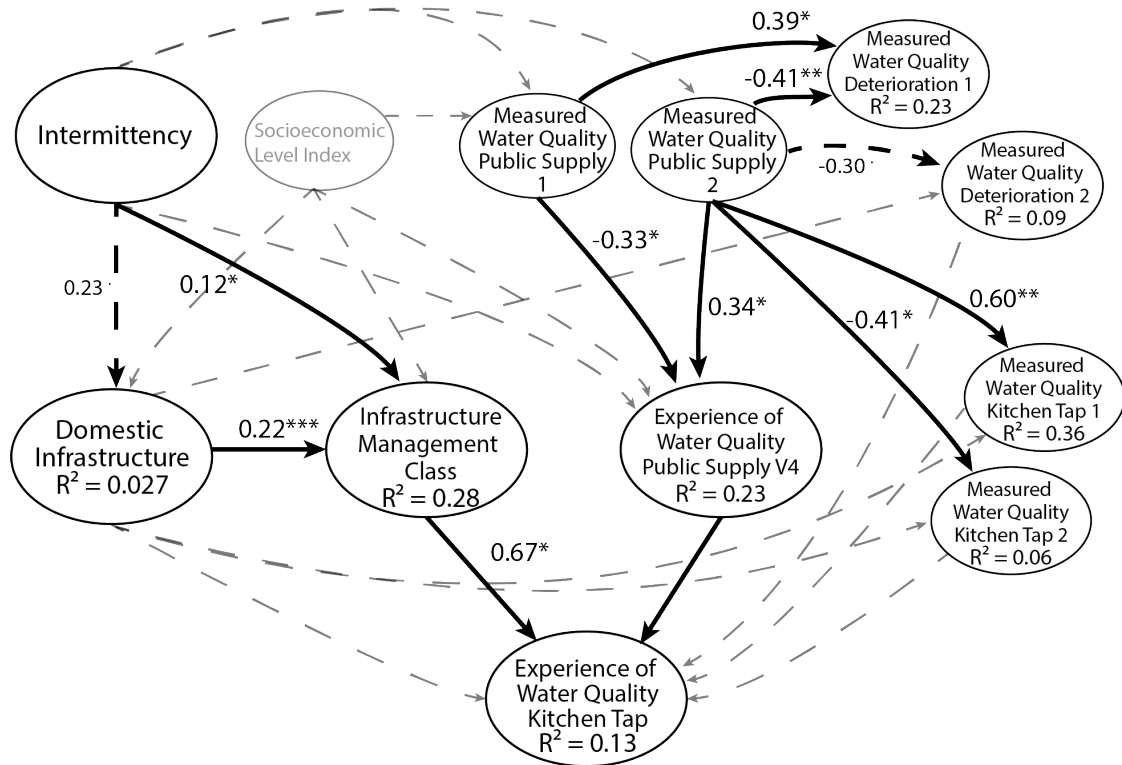 0.39*
Measured
Water Quality
Deterioration 1
R² = 0.23
-0.41**
Intermittency
Socioeconomic
Level Index
Measured
Water Quality
Public Supply
1
Measured
Water Quality
Public Supply
2
-0.30 ·
Measured
Water Quality
Deterioration 2
R² = 0.09
0.23 ·
0.12*
-0.33*
0.34*
-0.41*
0.60**
Domestic
Infrastructure
R² = 0.027
0.22***
Infrastructure
Management
Class
R² = 0.28
Experience of
Water Quality
Public Supply V4
R² = 0.23
Measured
Water Quality
Kitchen Tap 1
R² = 0.36
Measured
Water Quality
Kitchen Tap 2
R² = 0.06
0.67*
Experience of
Water Quality
Kitchen Tap
R² = 0.13